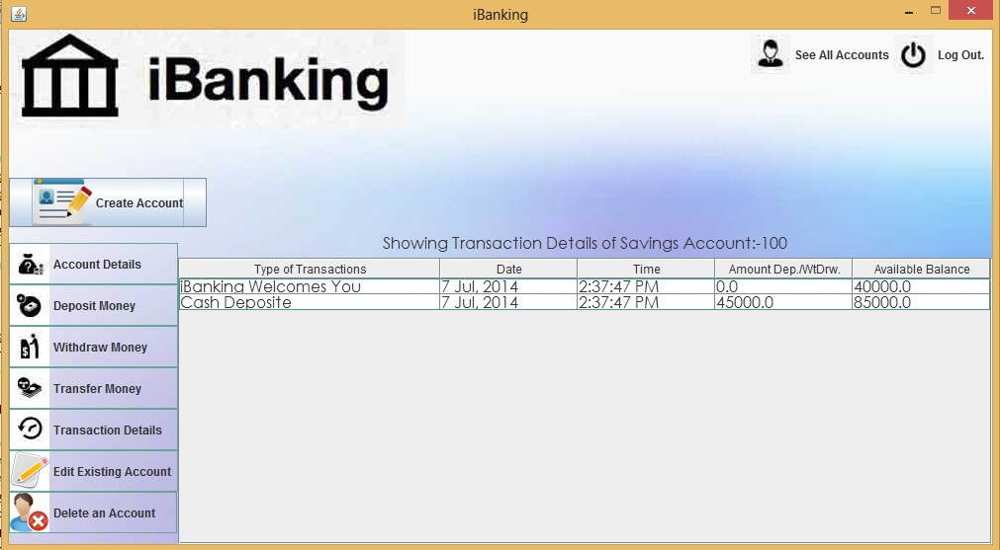 iBanking
iBanking
See All Accounts
Log Out.
Create Account
Showing Transaction Details of Savings Account:-100
Account Details
Deposit Money
Withdraw Money
Transfer Money
Transaction Details
Edit Existing Account
Delete an Account
Type of Transactions Date Time Amount Dep./WtDrw. Available Balance
iBanking Welcomes You 7 Jul, 2014 2:37:47 PM 0.0 40000.0
Cash Deposite 7 Jul, 2014 2:37:47 PM 45000.0 85000.0